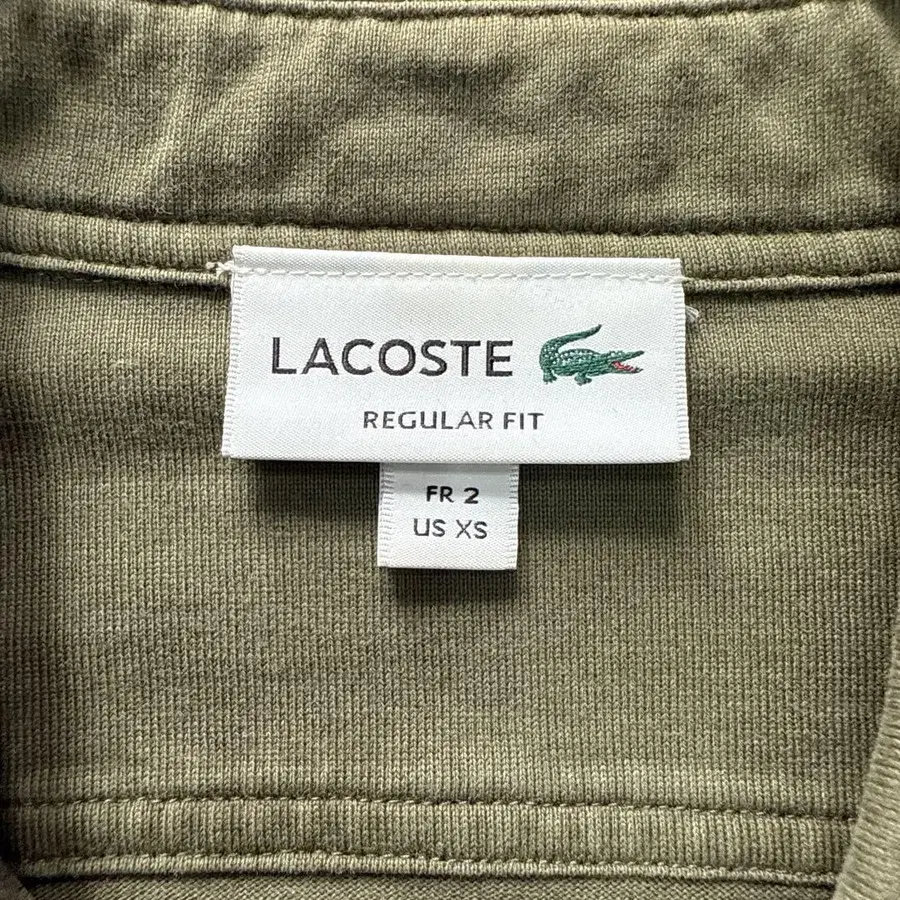 LACOSTE
REGULAR FIT
FR 2
US XS